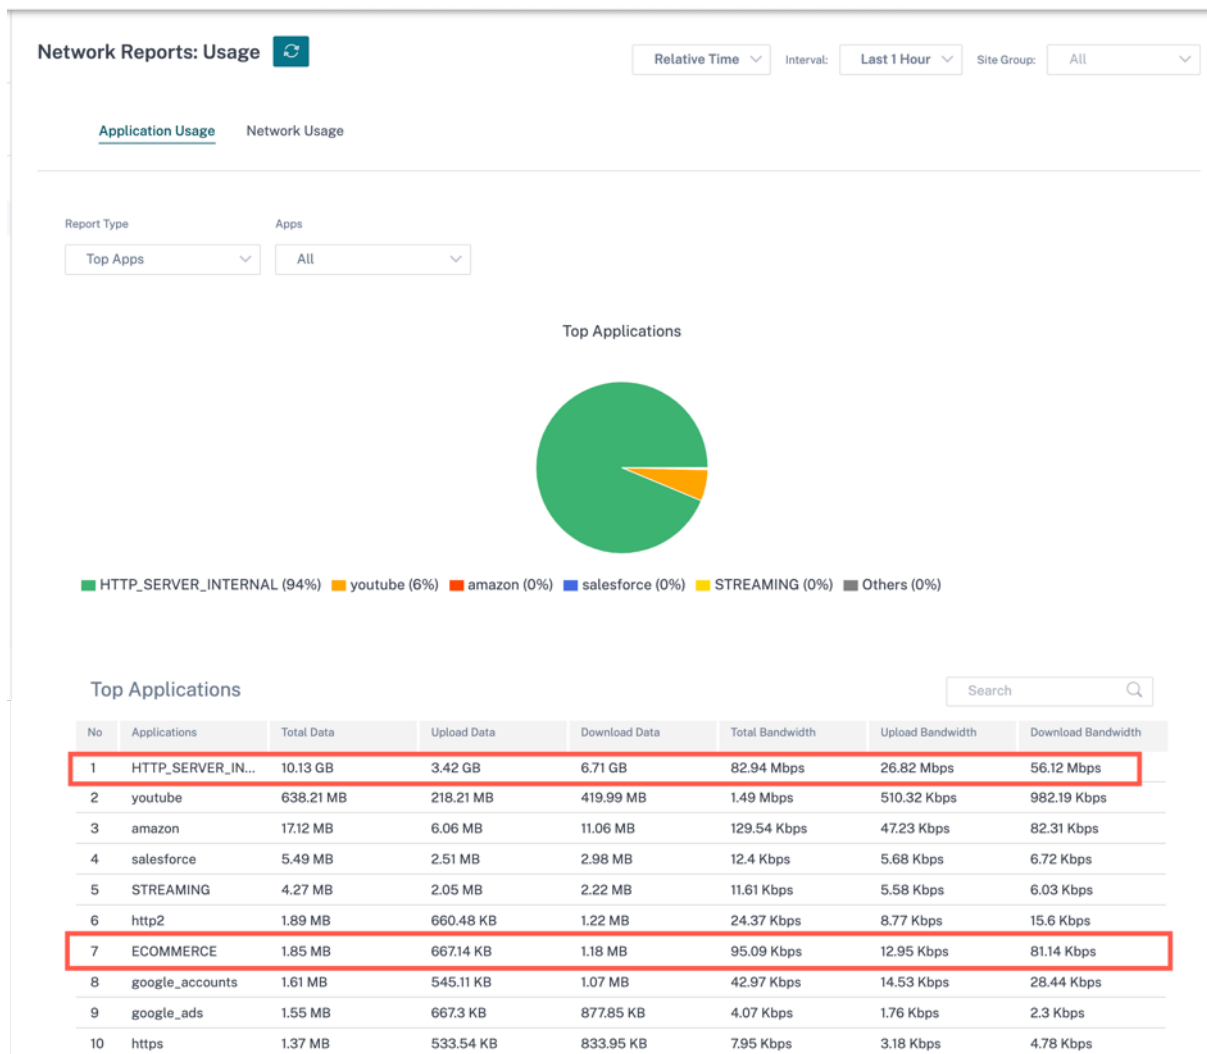 Network Reports: Usage
Relative Time Interval: Last 1 Hour Site Group: All
Application Usage Network Usage
Report Type Apps
Top Apps All
Top Applications
HTTP_SERVER_INTERNAL (94%) youtube (6%) amazon (0%) salesforce (0%) STREAMING (0%) Others (0%)
Top Applications Search
No Applications Total Data Upload Data Download Data Total Bandwidth Upload Bandwidth Download Bandwidth
1 HTTP_SERVER_IN... 10.13 GB 3.42 GB 6.71 GB 82.94 Mbps 26.82 Mbps 56.12 Mbps
2 youtube 638.21 MB 218.21 MB 419.99 MB 1.49 Mbps 510.32 Kbps 982.19 Kbps
3 amazon 17.12 MB 6.06 MB 11.06 MB 129.54 Kbps 47.23 Kbps 82.31 Kbps
4 salesforce 5.49 MB 2.51 MB 2.98 MB 12.4 Kbps 5.68 Kbps 6.72 Kbps
5 STREAMING 4.27 MB 2.05 MB 2.22 MB 11.61 Kbps 5.58 Kbps 6.03 Kbps
6 http2 1.89 MB 660.48 KB 1.22 MB 24.37 Kbps 8.77 Kbps 15.6 Kbps
7 ECOMMERCE 1.85 MB 667.14 KB 1.18 MB 95.09 Kbps 12.95 Kbps 81.14 Kbps
8 google_accounts 1.61 MB 545.11 KB 1.07 MB 42.97 Kbps 14.53 Kbps 28.44 Kbps
9 google_ads 1.55 MB 667.3 KB 877.85 KB 4.07 Kbps 1.76 Kbps 2.3 Kbps
10 https 1.37 MB 533.54 KB 833.95 KB 7.95 Kbps 3.18 Kbps 4.78 Kbps